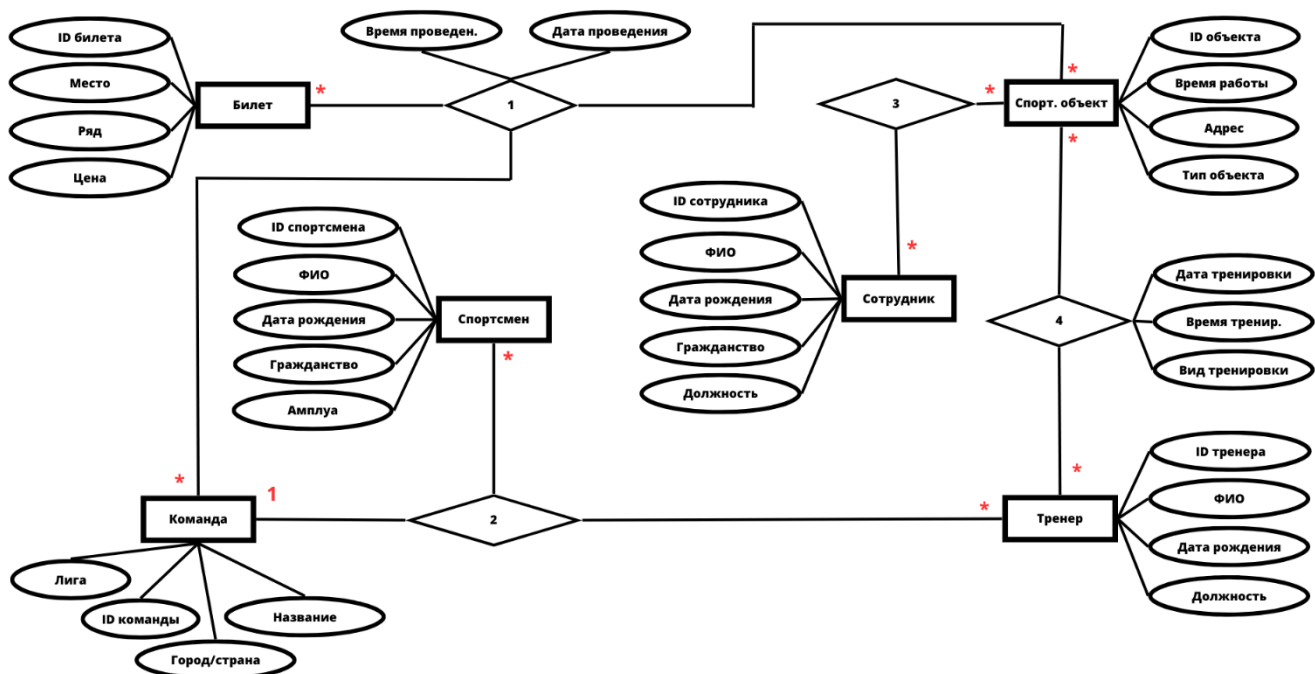 ID билета
Место
Ряд
Цена
Билет
*
Время проведен.
Дата проведения
1
*
3
*
Спорт. объект
*
ID объекта
Время работы
Адрес
Тип объекта
ID спортсмена
ФИО
Дата рождения
Гражданство
Амплуа
Спортсмен
*
ID сотрудника
ФИО
Дата рождения
Гражданство
Должность
*
Сотрудник
4
Дата тренировки
Время тренир.
Вид тренировки
*
*
Команда
1
2
*
Тренер
*
ID тренера
ФИО
Дата рождения
Должность
Лига
ID команды
Город/страна
Название